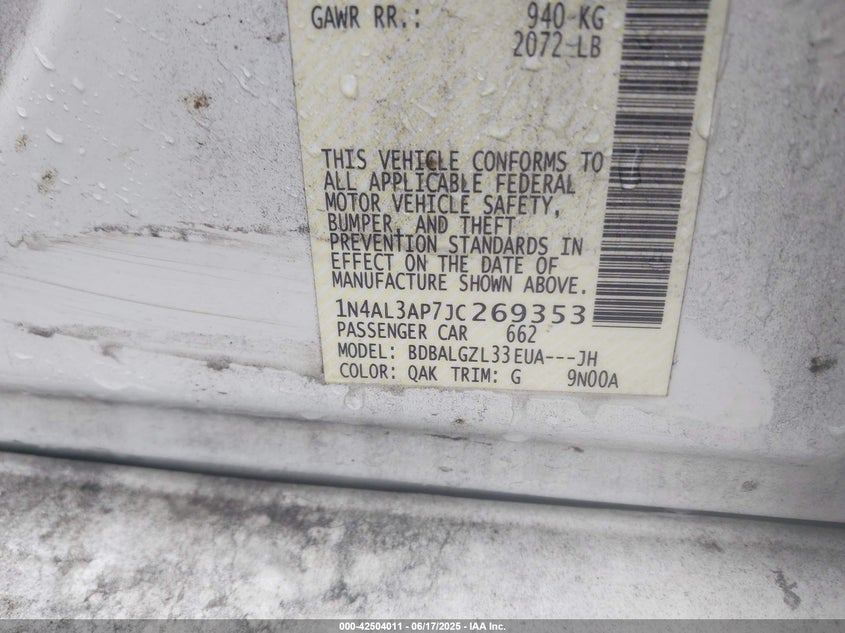 GAWR RR.: 940 KG
2072 LB
THIS VEHICLE CONFORMS TO
ALL APPLICABLE FEDERAL
MOTOR VEHICLE SAFETY,
BUMPER, AND THEFT
PREVENTION STANDARDS IN
EFFECT ON THE DATE OF
MANUFACTURE SHOWN ABOVE.
1N4AL3AP7JC269353
PASSENGER CAR 662
MODEL: BDBALGZL33EUA---JH
COLOR: QAK TRIM: G 9N00A
000-42504011 - 06/17/2025 - IAA Inc.